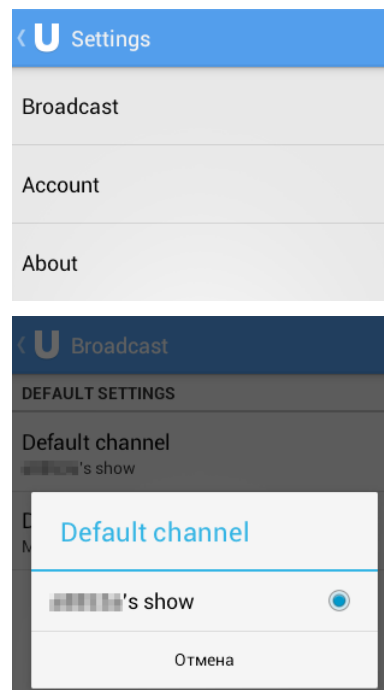 U Settings
Broadcast
Account
About
U Broadcast
DEFAULT SETTINGS
Default channel
's show
D
M
Default channel
's show
Отмена